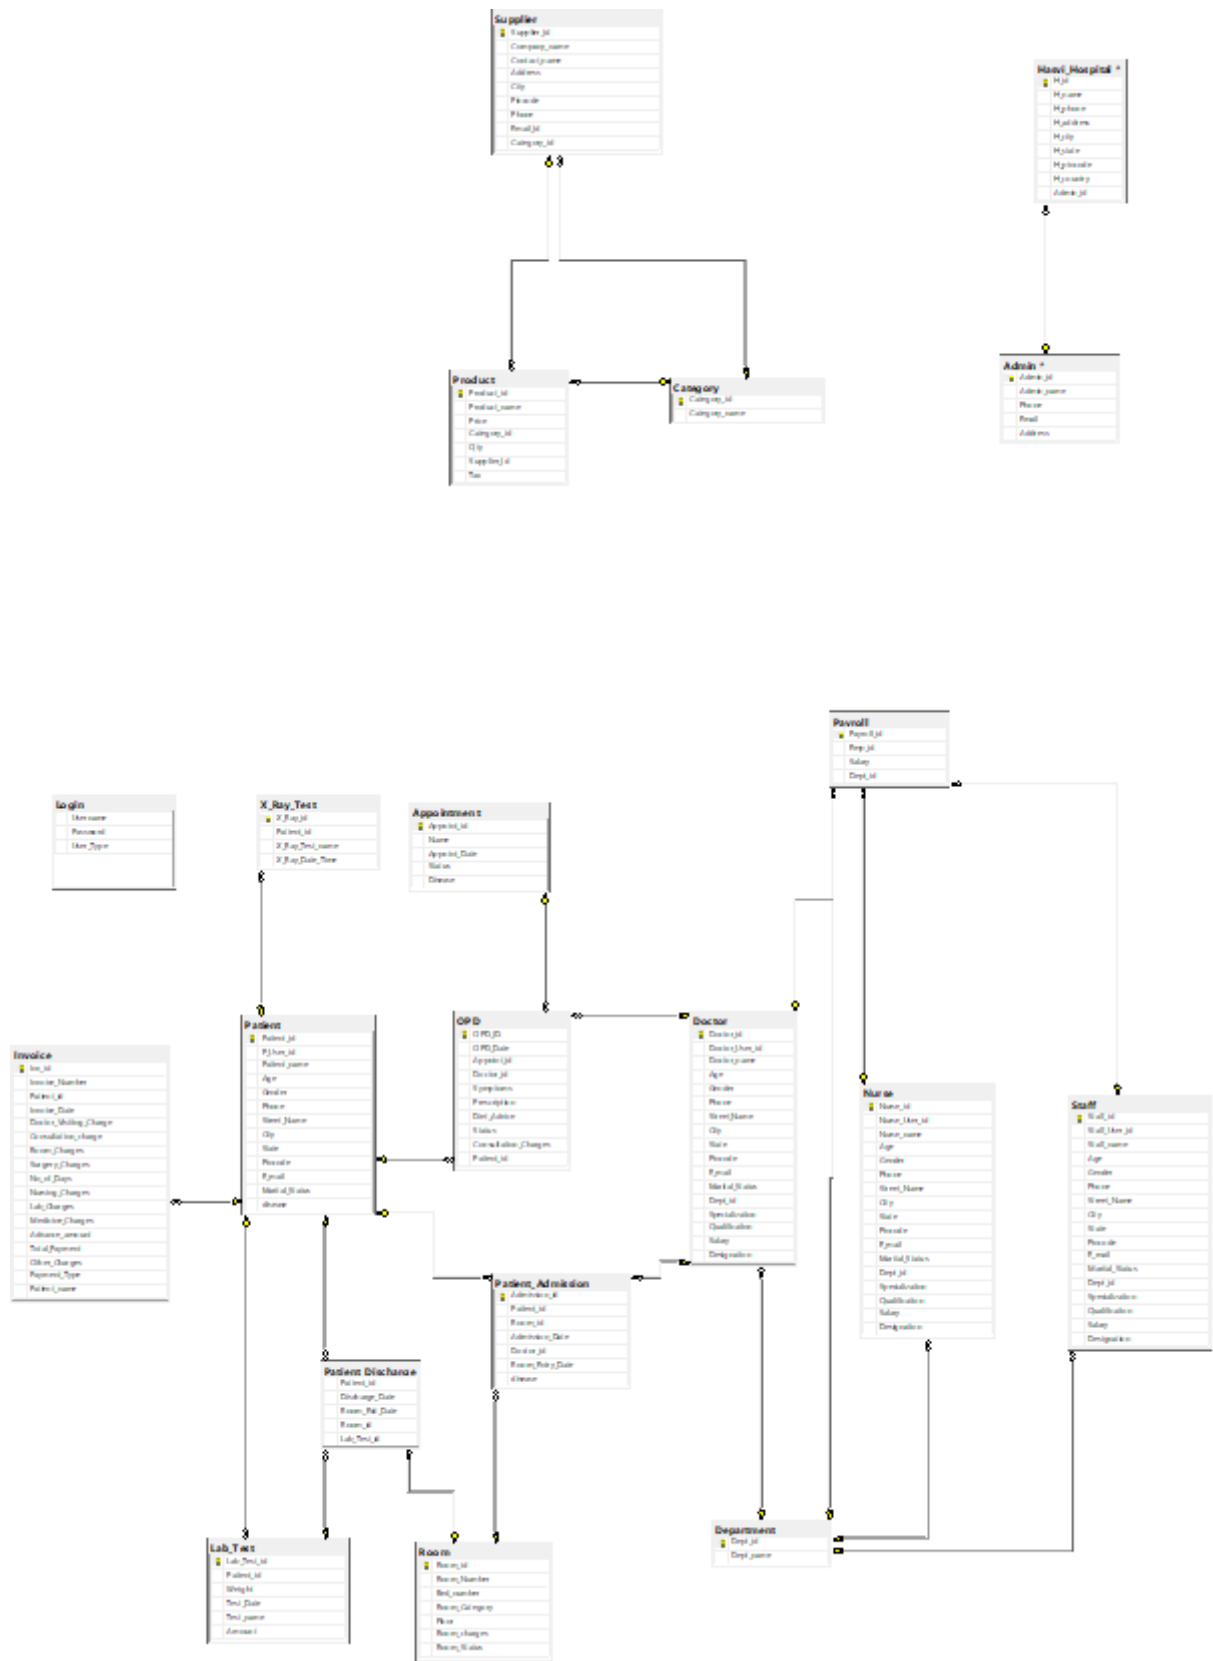 Supplier
Supplier_id
Company_name
Contact_name
Address
City
Pincode
Phone
Email_id
Category_id
Hanvi_Hospital *
H_id
H_name
H_phone
H_address
H_city
H_state
H_pincode
H_country
Admin_id
Admin *
Admin_id
Admin_name
Phone
Email
Address
Product
Product_id
Product_name
Price
Category_id
Qty
Supplier_id
Tax
Category
Category_id
Category_name
Payroll
Payroll_id
Emp_id
Salary
Dept_id
Login
Username
Password
User_Type
X_Ray_Test
X_Ray_id
Patient_id
X_Ray_Test_name
X_Ray_Date_Time
Appointment
Appoint_id
Name
Appoint_Date
Status
Disease
Patient
Patient_id
P_User_id
Patient_name
Age
Gender
Phone
Street_Name
City
State
Pincode
E_mail
Marital_Status
disease
OPD
OPD_ID
OPD_Date
Appoint_id
Doctor_id
Symptoms
Prescription
Diet_Advice
Status
Consultation_Charges
Patient_id
Doctor
Doctor_id
Doctor_User_id
Doctor_name
Age
Gender
Phone
Street_Name
City
State
Pincode
E_mail
Marital_Status
Dept_id
Specialization
Qualification
Salary
Designation
Invoice
Inv_id
Invoice_Number
Patient_id
Invoice_Date
Doctor_Visiting_Charge
Consultation_charge
Room_Charges
Surgery_Charges
No_of_Days
Nursing_Charges
Lab_Charges
Medicine_Charges
Advance_amount
Total_Payment
Other_Charges
Payment_Type
Patient_name
Nurse
Nurse_id
Nurse_User_id
Nurse_name
Age
Gender
Phone
Street_Name
City
State
Pincode
E_mail
Marital_Status
Dept_id
Specialization
Qualification
Salary
Designation
Staff
Staff_id
Staff_User_id
Staff_name
Age
Gender
Phone
Street_Name
City
State
Pincode
E_mail
Marital_Status
Dept_id
Specialization
Qualification
Salary
Designation
Patient_Admission
Admission_id
Patient_id
Room_id
Admission_Date
Doctor_id
Room_Entry_Date
disease
Patient Discharge
Patient_id
Discharge_Date
Room_Exit_Date
Room_id
Lab_Test_id
Lab_Test
Lab_Test_id
Patient_id
Weight
Test_Date
Test_name
Amount
Room
Room_id
Room_Number
Bed_number
Room_Category
Floor
Room_charges
Room_Status
Department
Dept_id
Dept_name